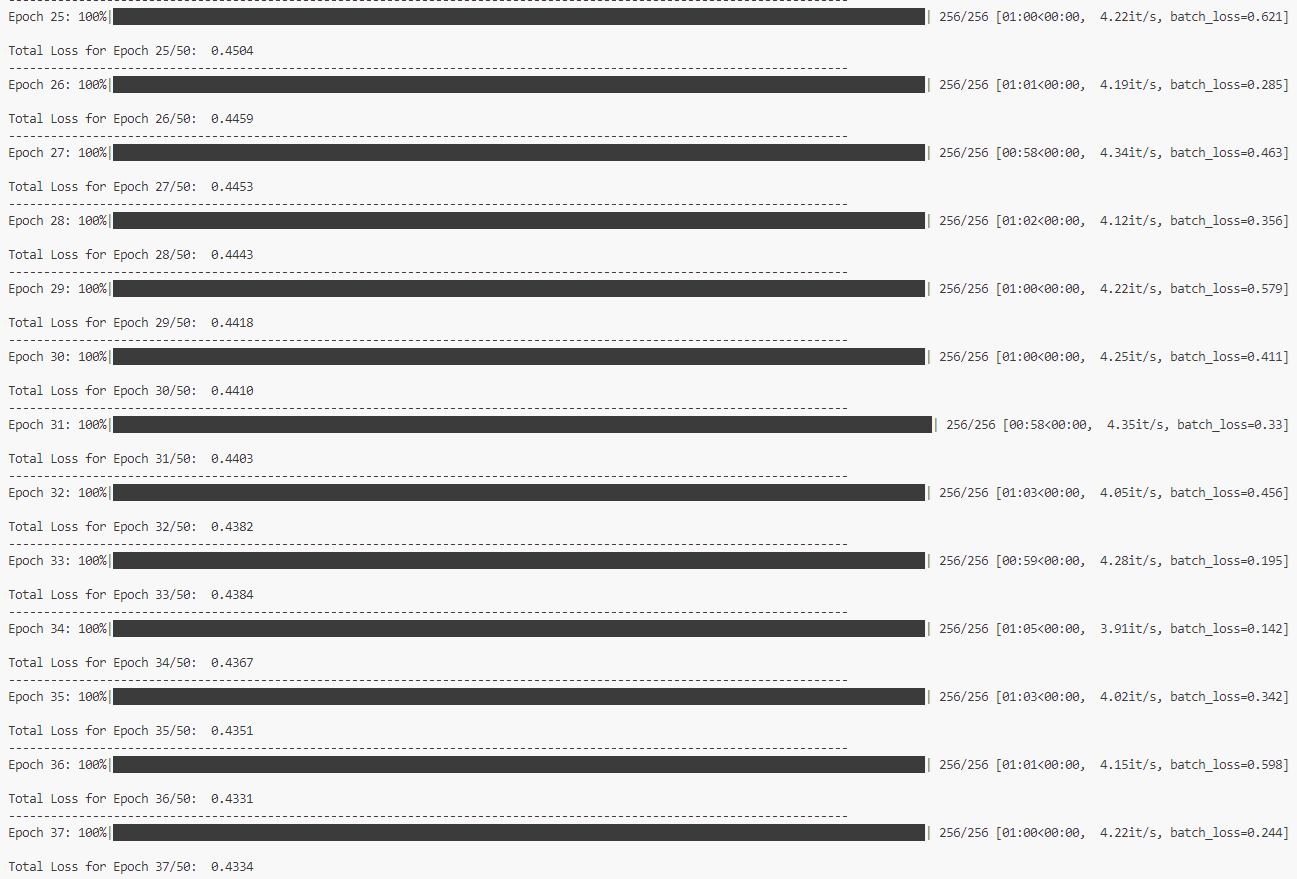 Epoch 25: 100%|██████████| 256/256 [01:00<00:00,  4.22it/s, batch_loss=0.621]
Total Loss for Epoch 25/50:  0.4504
------------------------------------------------------------------------------------------------------------------------
Epoch 26: 100%|██████████| 256/256 [01:01<00:00,  4.19it/s, batch_loss=0.285]
Total Loss for Epoch 26/50:  0.4459
------------------------------------------------------------------------------------------------------------------------
Epoch 27: 100%|██████████| 256/256 [00:58<00:00,  4.34it/s, batch_loss=0.463]
Total Loss for Epoch 27/50:  0.4453
------------------------------------------------------------------------------------------------------------------------
Epoch 28: 100%|██████████| 256/256 [01:02<00:00,  4.12it/s, batch_loss=0.356]
Total Loss for Epoch 28/50:  0.4443
------------------------------------------------------------------------------------------------------------------------
Epoch 29: 100%|██████████| 256/256 [01:00<00:00,  4.22it/s, batch_loss=0.579]
Total Loss for Epoch 29/50:  0.4418
------------------------------------------------------------------------------------------------------------------------
Epoch 30: 100%|██████████| 256/256 [01:00<00:00,  4.25it/s, batch_loss=0.411]
Total Loss for Epoch 30/50:  0.4410
------------------------------------------------------------------------------------------------------------------------
Epoch 31: 100%|██████████| 256/256 [00:58<00:00,  4.35it/s, batch_loss=0.33]
Total Loss for Epoch 31/50:  0.4403
------------------------------------------------------------------------------------------------------------------------
Epoch 32: 100%|██████████| 256/256 [01:03<00:00,  4.05it/s, batch_loss=0.456]
Total Loss for Epoch 32/50:  0.4382
------------------------------------------------------------------------------------------------------------------------
Epoch 33: 100%|██████████| 256/256 [00:59<00:00,  4.28it/s, batch_loss=0.195]
Total Loss for Epoch 33/50:  0.4384
------------------------------------------------------------------------------------------------------------------------
Epoch 34: 100%|██████████| 256/256 [01:05<00:00,  3.91it/s, batch_loss=0.142]
Total Loss for Epoch 34/50:  0.4367
------------------------------------------------------------------------------------------------------------------------
Epoch 35: 100%|██████████| 256/256 [01:03<00:00,  4.02it/s, batch_loss=0.342]
Total Loss for Epoch 35/50:  0.4351
------------------------------------------------------------------------------------------------------------------------
Epoch 36: 100%|██████████| 256/256 [01:01<00:00,  4.15it/s, batch_loss=0.598]
Total Loss for Epoch 36/50:  0.4331
------------------------------------------------------------------------------------------------------------------------
Epoch 37: 100%|██████████| 256/256 [01:00<00:00,  4.22it/s, batch_loss=0.244]
Total Loss for Epoch 37/50:  0.4334